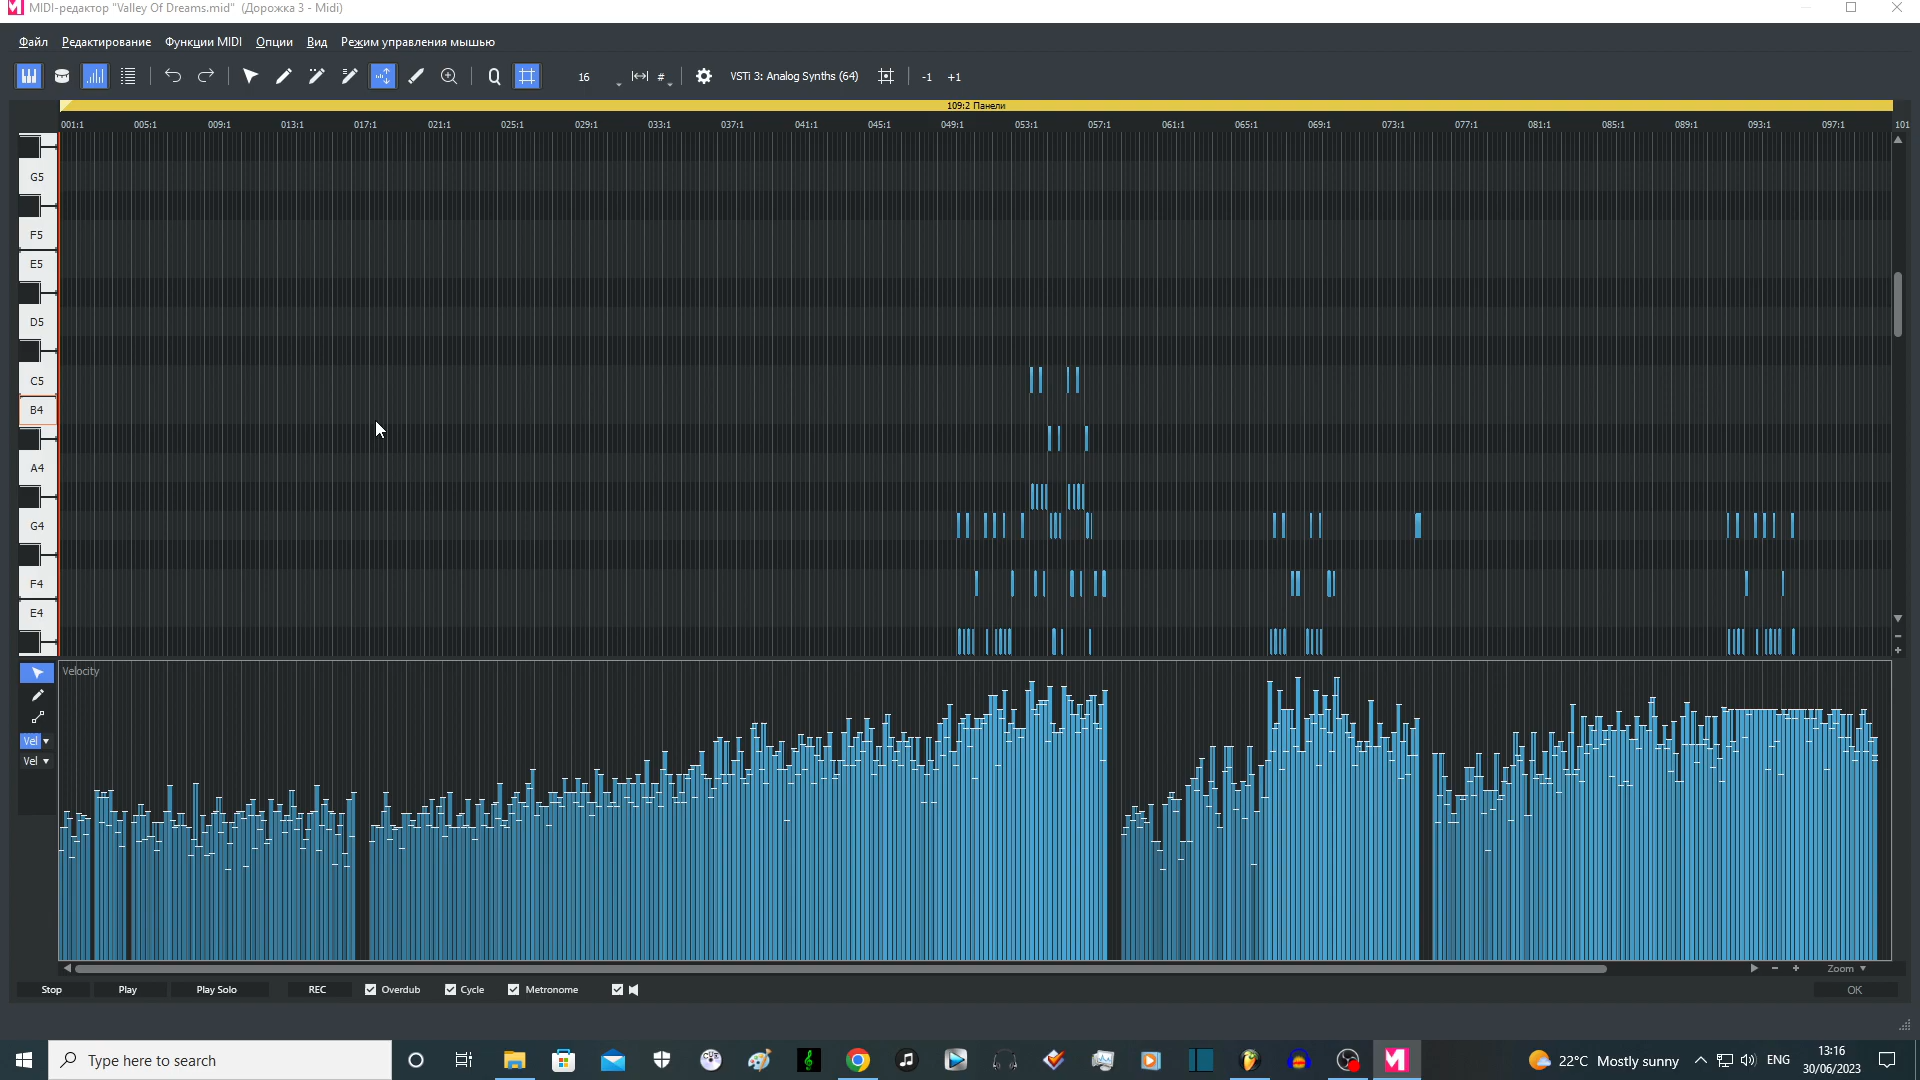 MIDI-редактор "Valley Of Dreams.mid" (Дорожка 3 - Midi)
Файл Редактирование Функции MIDI Опции Вид Режим управления мышью
16 # VSTi 3: Analog Synths (64) -1 +1
109:2 Панели
001:1 005:1 009:1 013:1 017:1 021:1 025:1 029:1 033:1 037:1 041:1 045:1 049:1 053:1 057:1 061:1 065:1 069:1 073:1 077:1 081:1 085:1 089:1 093:1 097:1 101
G5
F5
E5
D5
C5
B4
A4
G4
F4
E4
Velocity
Vel
Vel
Zoom
Stop Play Play Solo REC Overdub Cycle Metronome OK
Type here to search
22°C Mostly sunny ENG
13:16
30/06/2023